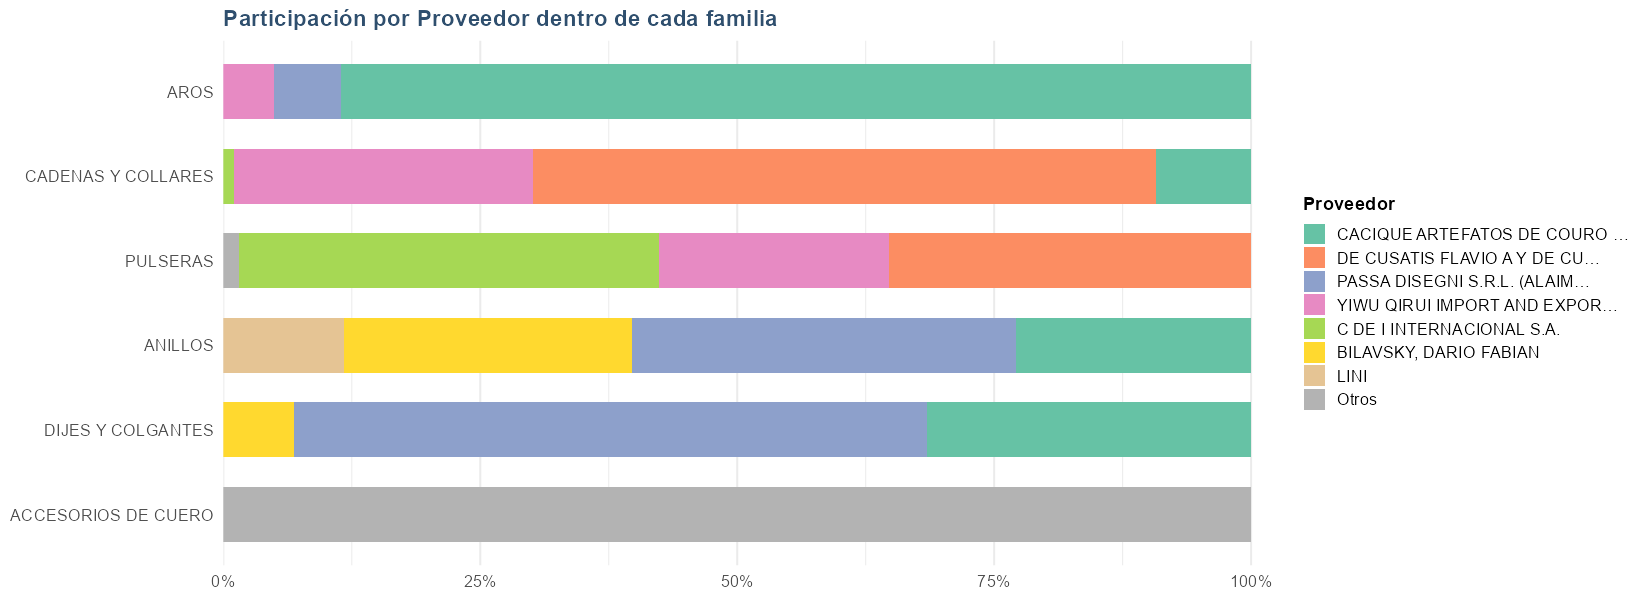 Participación por Proveedor dentro de cada familia
AROS
CADENAS Y COLLARES
PULSERAS
ANILLOS
DIJES Y COLGANTES
ACCESORIOS DE CUERO
0%
25%
50%
75%
100%
Proveedor
CACIQUE ARTEFATOS DE COURO …
DE CUSATIS FLAVIO A Y DE CU…
PASSA DISEGNI S.R.L. (ALAIM…
YIWU QIRUI IMPORT AND EXPOR…
C DE I INTERNACIONAL S.A.
BILAVSKY, DARIO FABIAN
LINI
Otros